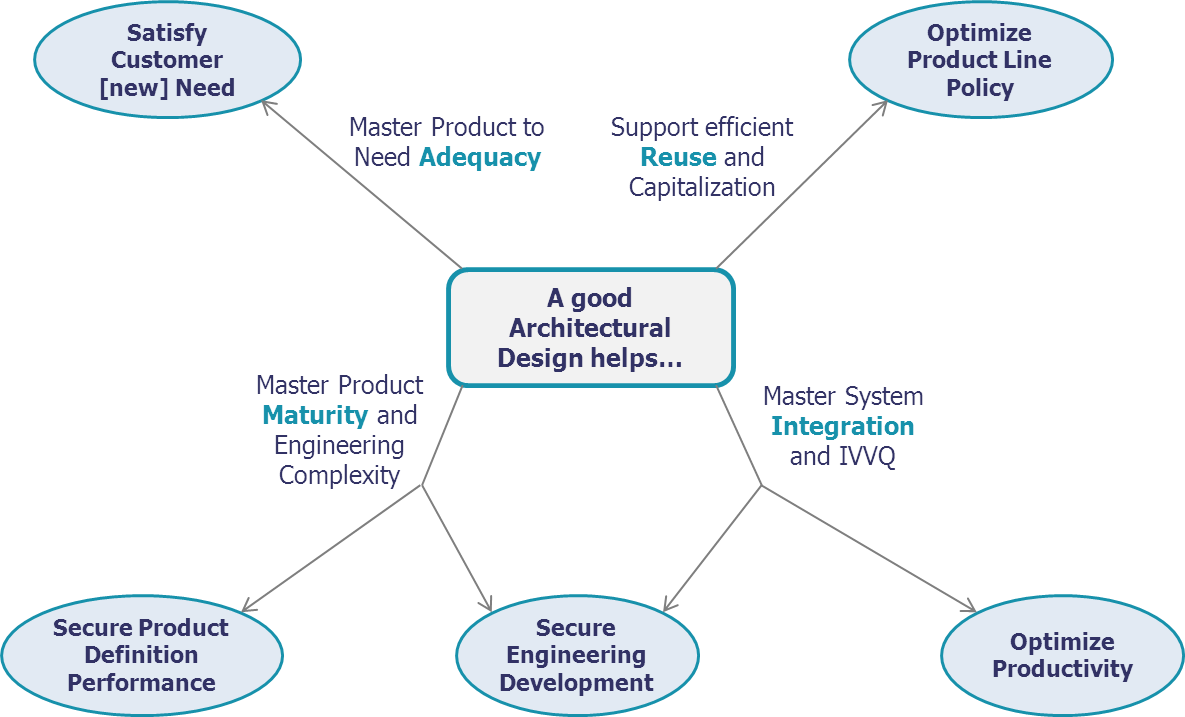 Satisfy
Customer
[new] Need
Optimize
Product Line
Policy
Master Product to
Need Adequacy
Support efficient
Reuse and
Capitalization
A good
Architectural
Design helps...
Master Product
Maturity and
Engineering
Complexity
Master System
Integration
and IVVQ
Secure Product
Definition
Performance
Secure
Engineering
Development
Optimize
Productivity